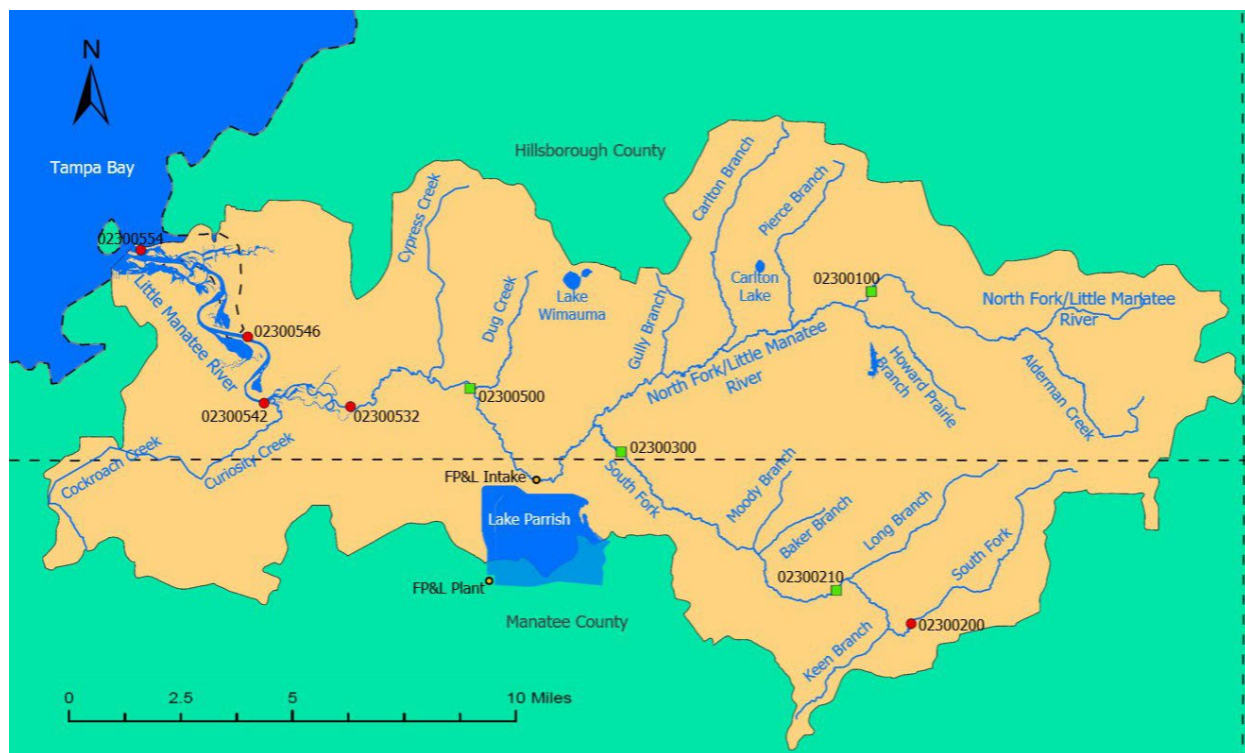 N
Tampa Bay
Hillsborough County
Carlton Branch
Pierce Branch
Cypress Creek
02300554
Little Manatee River
Dug Creek
Lake
Wimauma
Gully Branch
Carlton
Lake
02300100
North Fork/Little Manatee
River
02300546
North Fork/Little Manatee
River
Howard Prairie
Branch
Alderman Creek
02300542
02300532
02300500
02300300
Cockroach Creek
Curiosity Creek
FP&L Intake
South Fork
Moody Branch
Baker Branch
Long Branch
South Fork
Lake Parrish
FP&L Plant
02300210
Manatee County
Keen Branch
02300200
0
2.5
5
10 Miles